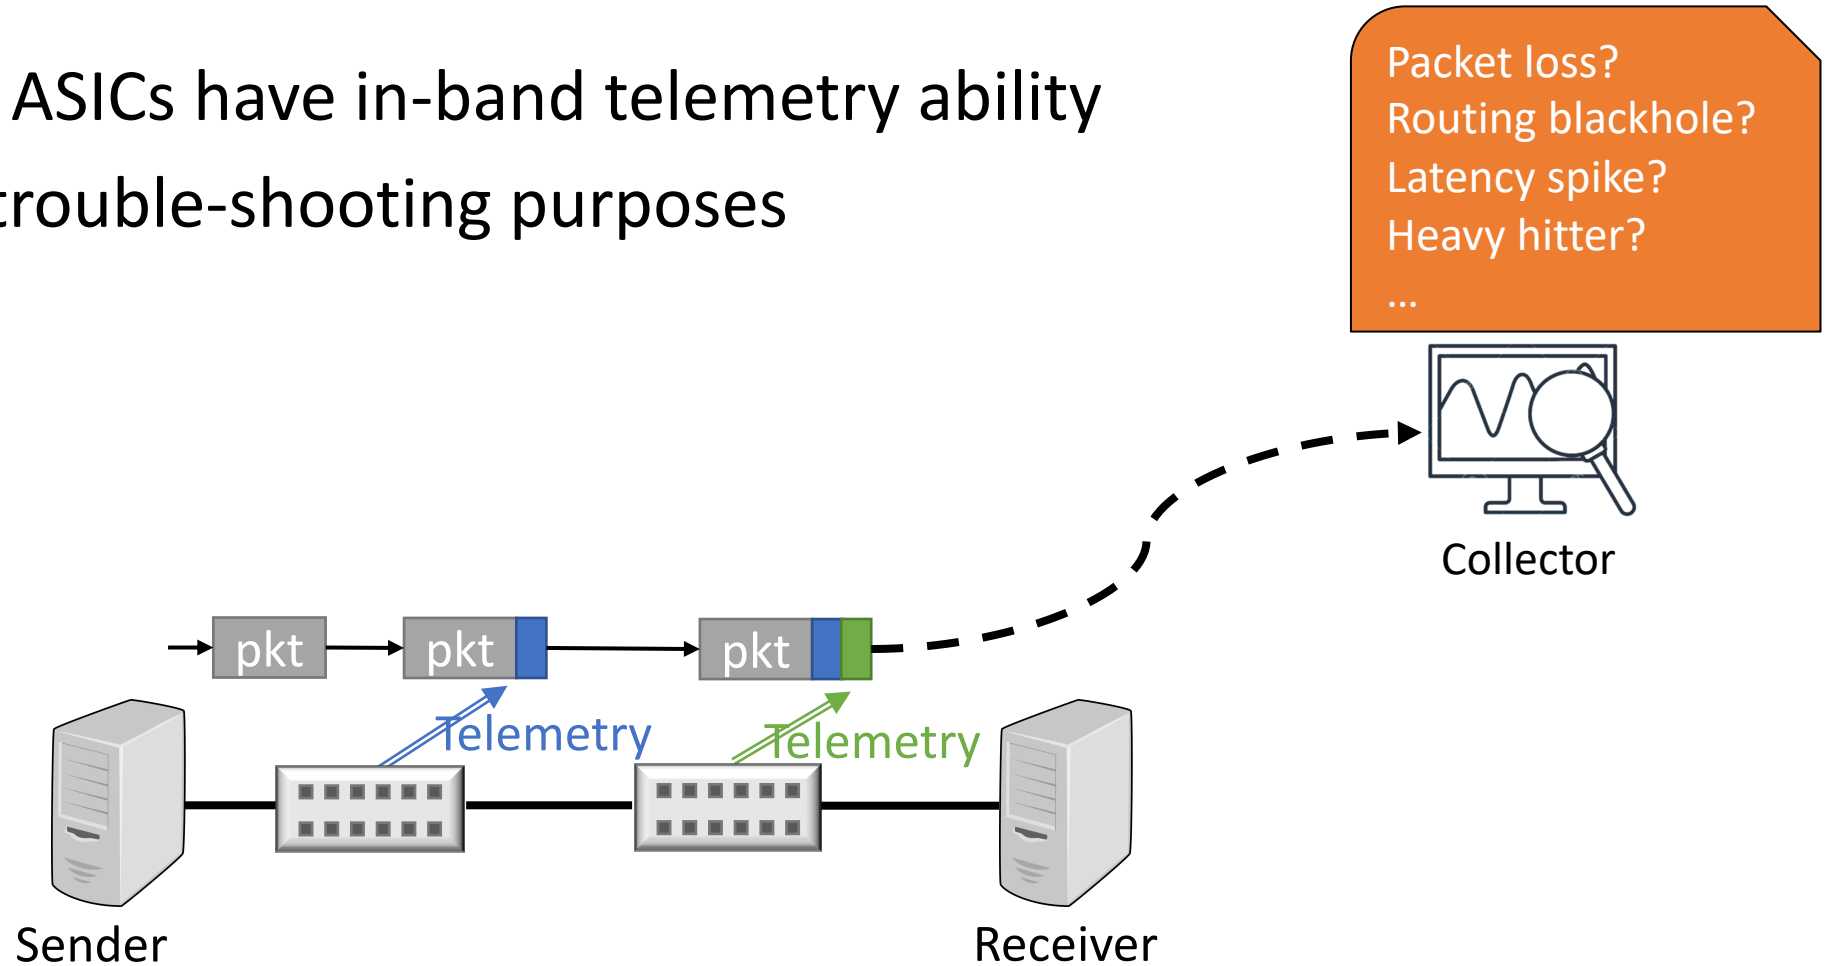 ASICs have in-band telemetry ability
trouble-shooting purposes
Packet loss?
Routing blackhole?
Latency spike?
Heavy hitter?
...
Collector
pkt
pkt
pkt
Telemetry
Telemetry
Sender
Receiver